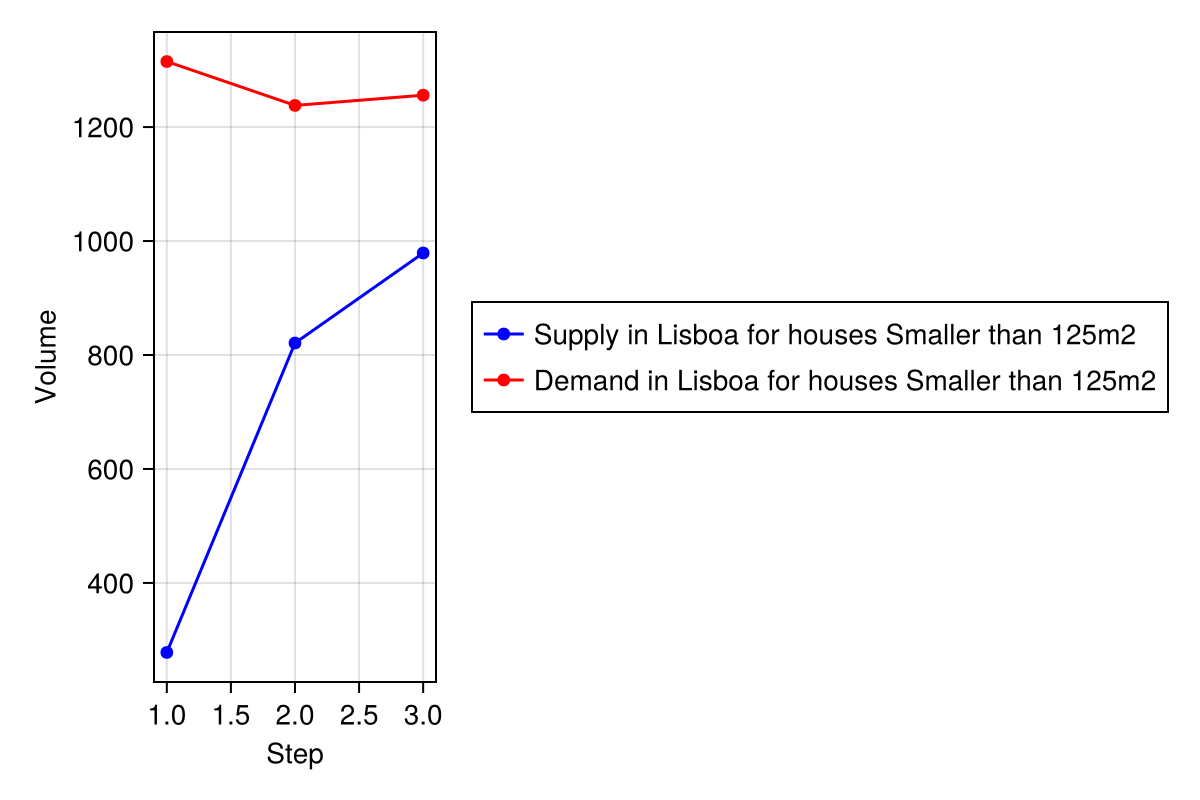 1200
1000
800
600
400
Volume
1.0 1.5 2.0 2.5 3.0
Step
Supply in Lisboa for houses Smaller than 125m2
Demand in Lisboa for houses Smaller than 125m2